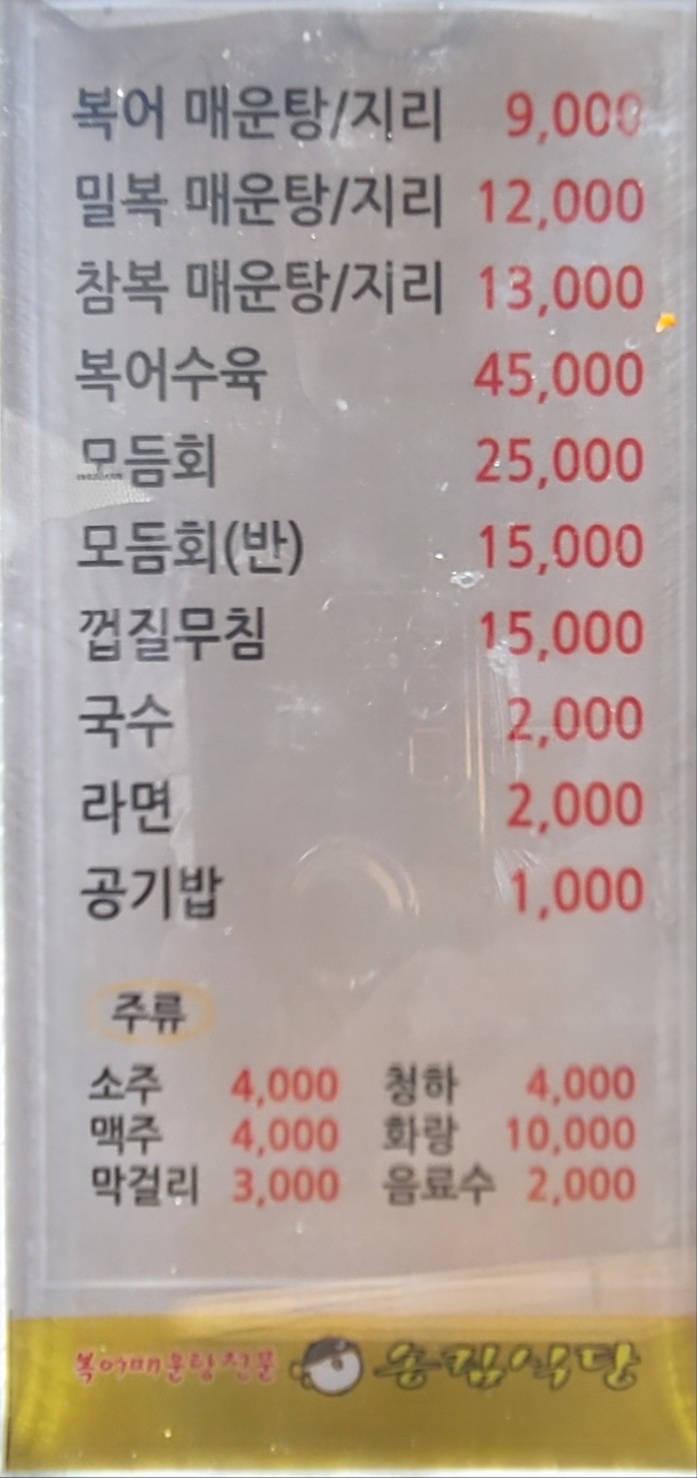 복어 매운탕/지리 9,000
밀복 매운탕/지리 12,000
참복 매운탕/지리 13,000
복어수육 45,000
모듬회 25,000
모듬회(반) 15,000
껍질무침 15,000
국수 2,000
라면 2,000
공기밥 1,000
주류
소주 4,000 청하 4,000
맥주 4,000 화랑 10,000
막걸리 3,000 음료수 2,000
복어매운탕전문